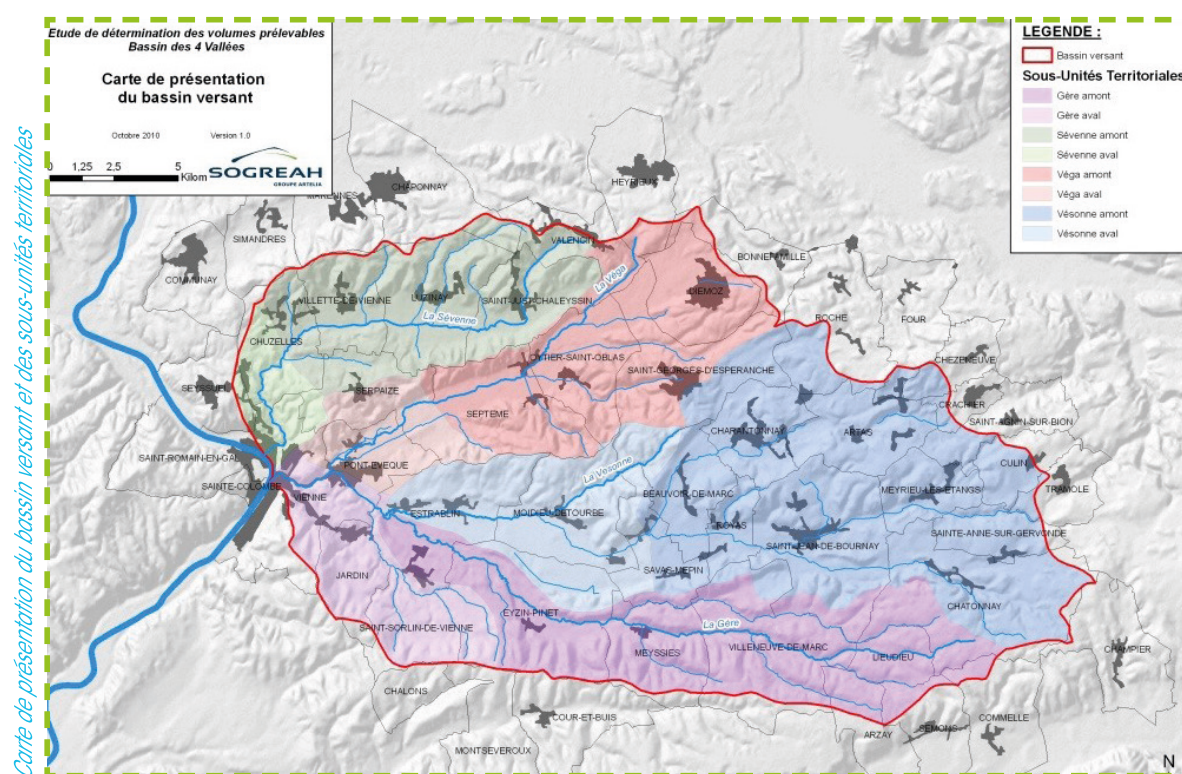 Carte de présentation du bassin versant et des sous-unités territoriales
Etude de détermination des volumes prélevables
Bassin des 4 Vallées
Carte de présentation
du bassin versant
Octobre 2010
Version 1.0
0 1,25 2,5 5
Kilom
SOGREAH
GROUPE ARTELIA
LEGENDE :
Bassin versant
Sous-Unités Territoriales
Gère amont
Gère aval
Sévenne amont
Sévenne aval
Véga amont
Véga aval
Vésonne amont
Vésonne aval
CHAPONNAY
MARENNES
HEYRIEUX
SIMANDRES
VALENCIN
COMMUNAY
BONNEFAMILLE
La Véga
DIEMOZ
VILLETTE-DE-VIENNE
LUZINAY
SAINT-JUST-CHALEYSSIN
ROCHE
FOUR
La Sévenne
CHUZELLES
CHEZENEUVE
OYTIER-SAINT-OBLAS
SAINT-GEORGES-D'ESPERANCHE
SEYSSUEL
SERPAIZE
CRACHIER
SEPTEME
SAINT-AGNIN-SUR-BION
CHARANTONNAY
ARTAS
SAINT-ROMAIN-EN-GAL
PONT-EVEQUE
CULIN
La Vésonne
SAINTE-COLOMBE
VIENNE
BEAUVOIR-DE-MARC
MEYRIEU-LES-ETANGS
TRAMOLE
ESTRABLIN
MOIDIEU-DETOURBE
ROYAS
SAINTE-ANNE-SUR-GERVONDE
SAINT-JEAN-DE-BOURNAY
SAVAS-MEPIN
JARDIN
CHATONNAY
EYZIN-PINET
La Gère
SAINT-SORLIN-DE-VIENNE
MEYSSIES
VILLENEUVE-DE-MARC
LIEUDIEU
CHAMPIER
CHALONS
COUR-ET-BUIS
COMMELLE
SEMONS
ARZAY
MONTSEVEROUX
N